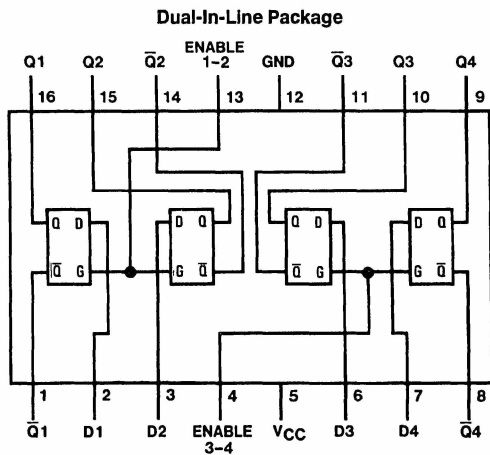 Dual-In-Line Package
ENABLE
Q1 Q2 Q̅2 1–2 GND Q̅3 Q3 Q4
16 15 14 13 12 11 10 9
Q D D Q Q D D Q
Q̅ G G Q̅ Q̅ G G Q̅
1 2 3 4 5 6 7 8
Q̅1 D1 D2 ENABLE VCC D3 D4 Q̅4
3–4